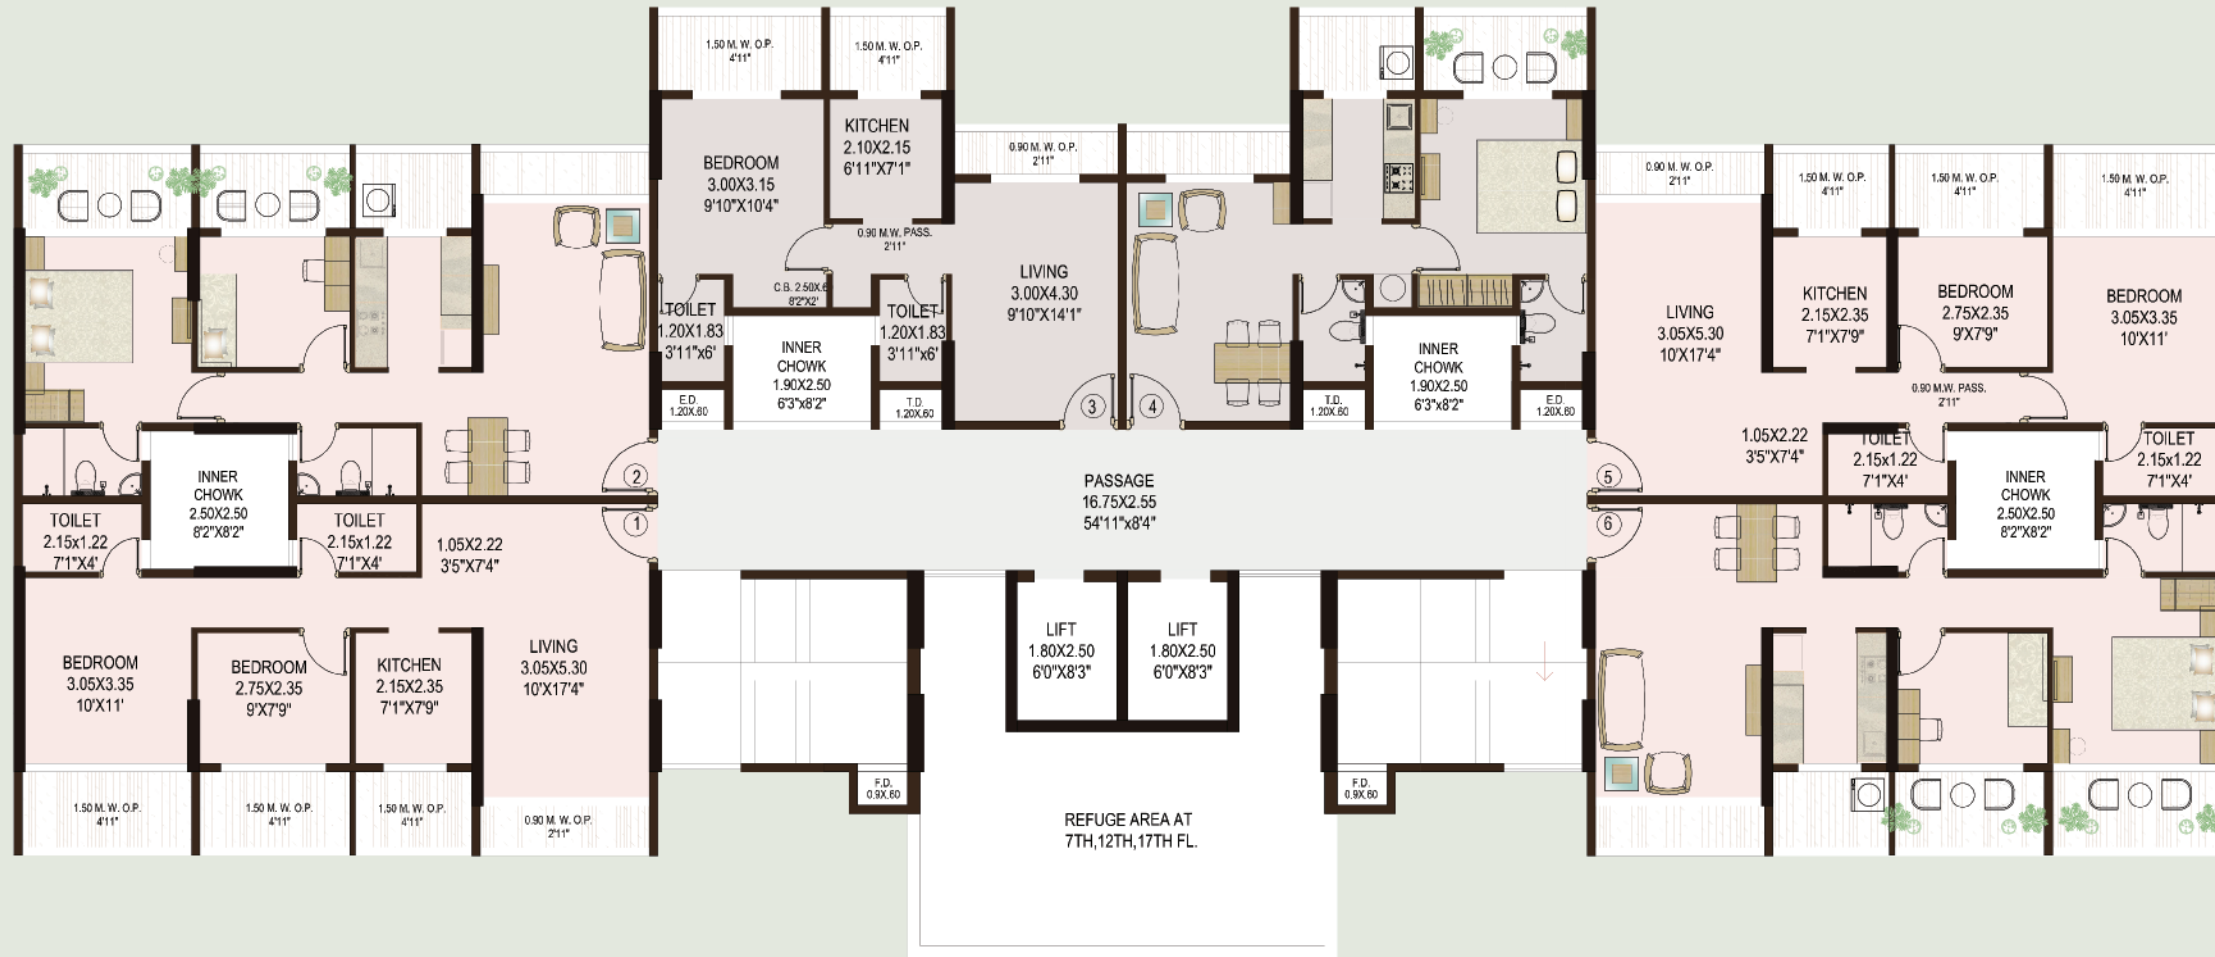 1.50 M. W. O.P.
4'11"
1.50 M. W. O.P.
4'11"
KITCHEN
2.10X2.15
6'11"X7'1"
BEDROOM
3.00X3.15
9'10"X10'4"
0.90 M. W. O.P.
2'11"
0.90 M.W. PASS.
2'11"
LIVING
3.00X4.30
9'10"X14'1"
C.B. 2.50X.6
8'2"X2'
TOILET
1.20X1.83
3'11"x6'
TOILET
1.20X1.83
3'11"x6'
INNER
CHOWK
1.90X2.50
6'3"x8'2"
E.D.
1.20X.60
T.D.
1.20X.60
3
4
INNER
CHOWK
1.90X2.50
6'3"x8'2"
T.D.
1.20X.60
E.D.
1.20X.60
0.90 M. W. O.P.
2'11"
1.50 M. W. O.P.
4'11"
1.50 M. W. O.P.
4'11"
1.50 M. W. O.P.
4'11"
LIVING
3.05X5.30
10'X17'4"
KITCHEN
2.15X2.35
7'1"X7'9"
BEDROOM
2.75X2.35
9'X7'9"
BEDROOM
3.05X3.35
10'X11'
0.90 M.W. PASS.
2'11"
1.05X2.22
3'5"X7'4"
TOILET
2.15x1.22
7'1"X4'
INNER
CHOWK
2.50X2.50
8'2"X8'2"
TOILET
2.15x1.22
7'1"X4'
5
6
INNER
CHOWK
2.50X2.50
8'2"X8'2"
2
1
PASSAGE
16.75X2.55
54'11"x8'4"
TOILET
2.15x1.22
7'1"X4'
TOILET
2.15x1.22
7'1"X4'
1.05X2.22
3'5"X7'4"
BEDROOM
3.05X3.35
10'X11'
BEDROOM
2.75X2.35
9'X7'9"
KITCHEN
2.15X2.35
7'1"X7'9"
LIVING
3.05X5.30
10'X17'4"
LIFT
1.80X2.50
6'0"X8'3"
LIFT
1.80X2.50
6'0"X8'3"
1.50 M. W. O.P.
4'11"
1.50 M. W. O.P.
4'11"
1.50 M. W. O.P.
4'11"
0.90 M. W. O.P.
2'11"
F.D.
0.9X.60
F.D.
0.9X.60
REFUGE AREA AT
7TH,12TH,17TH FL.